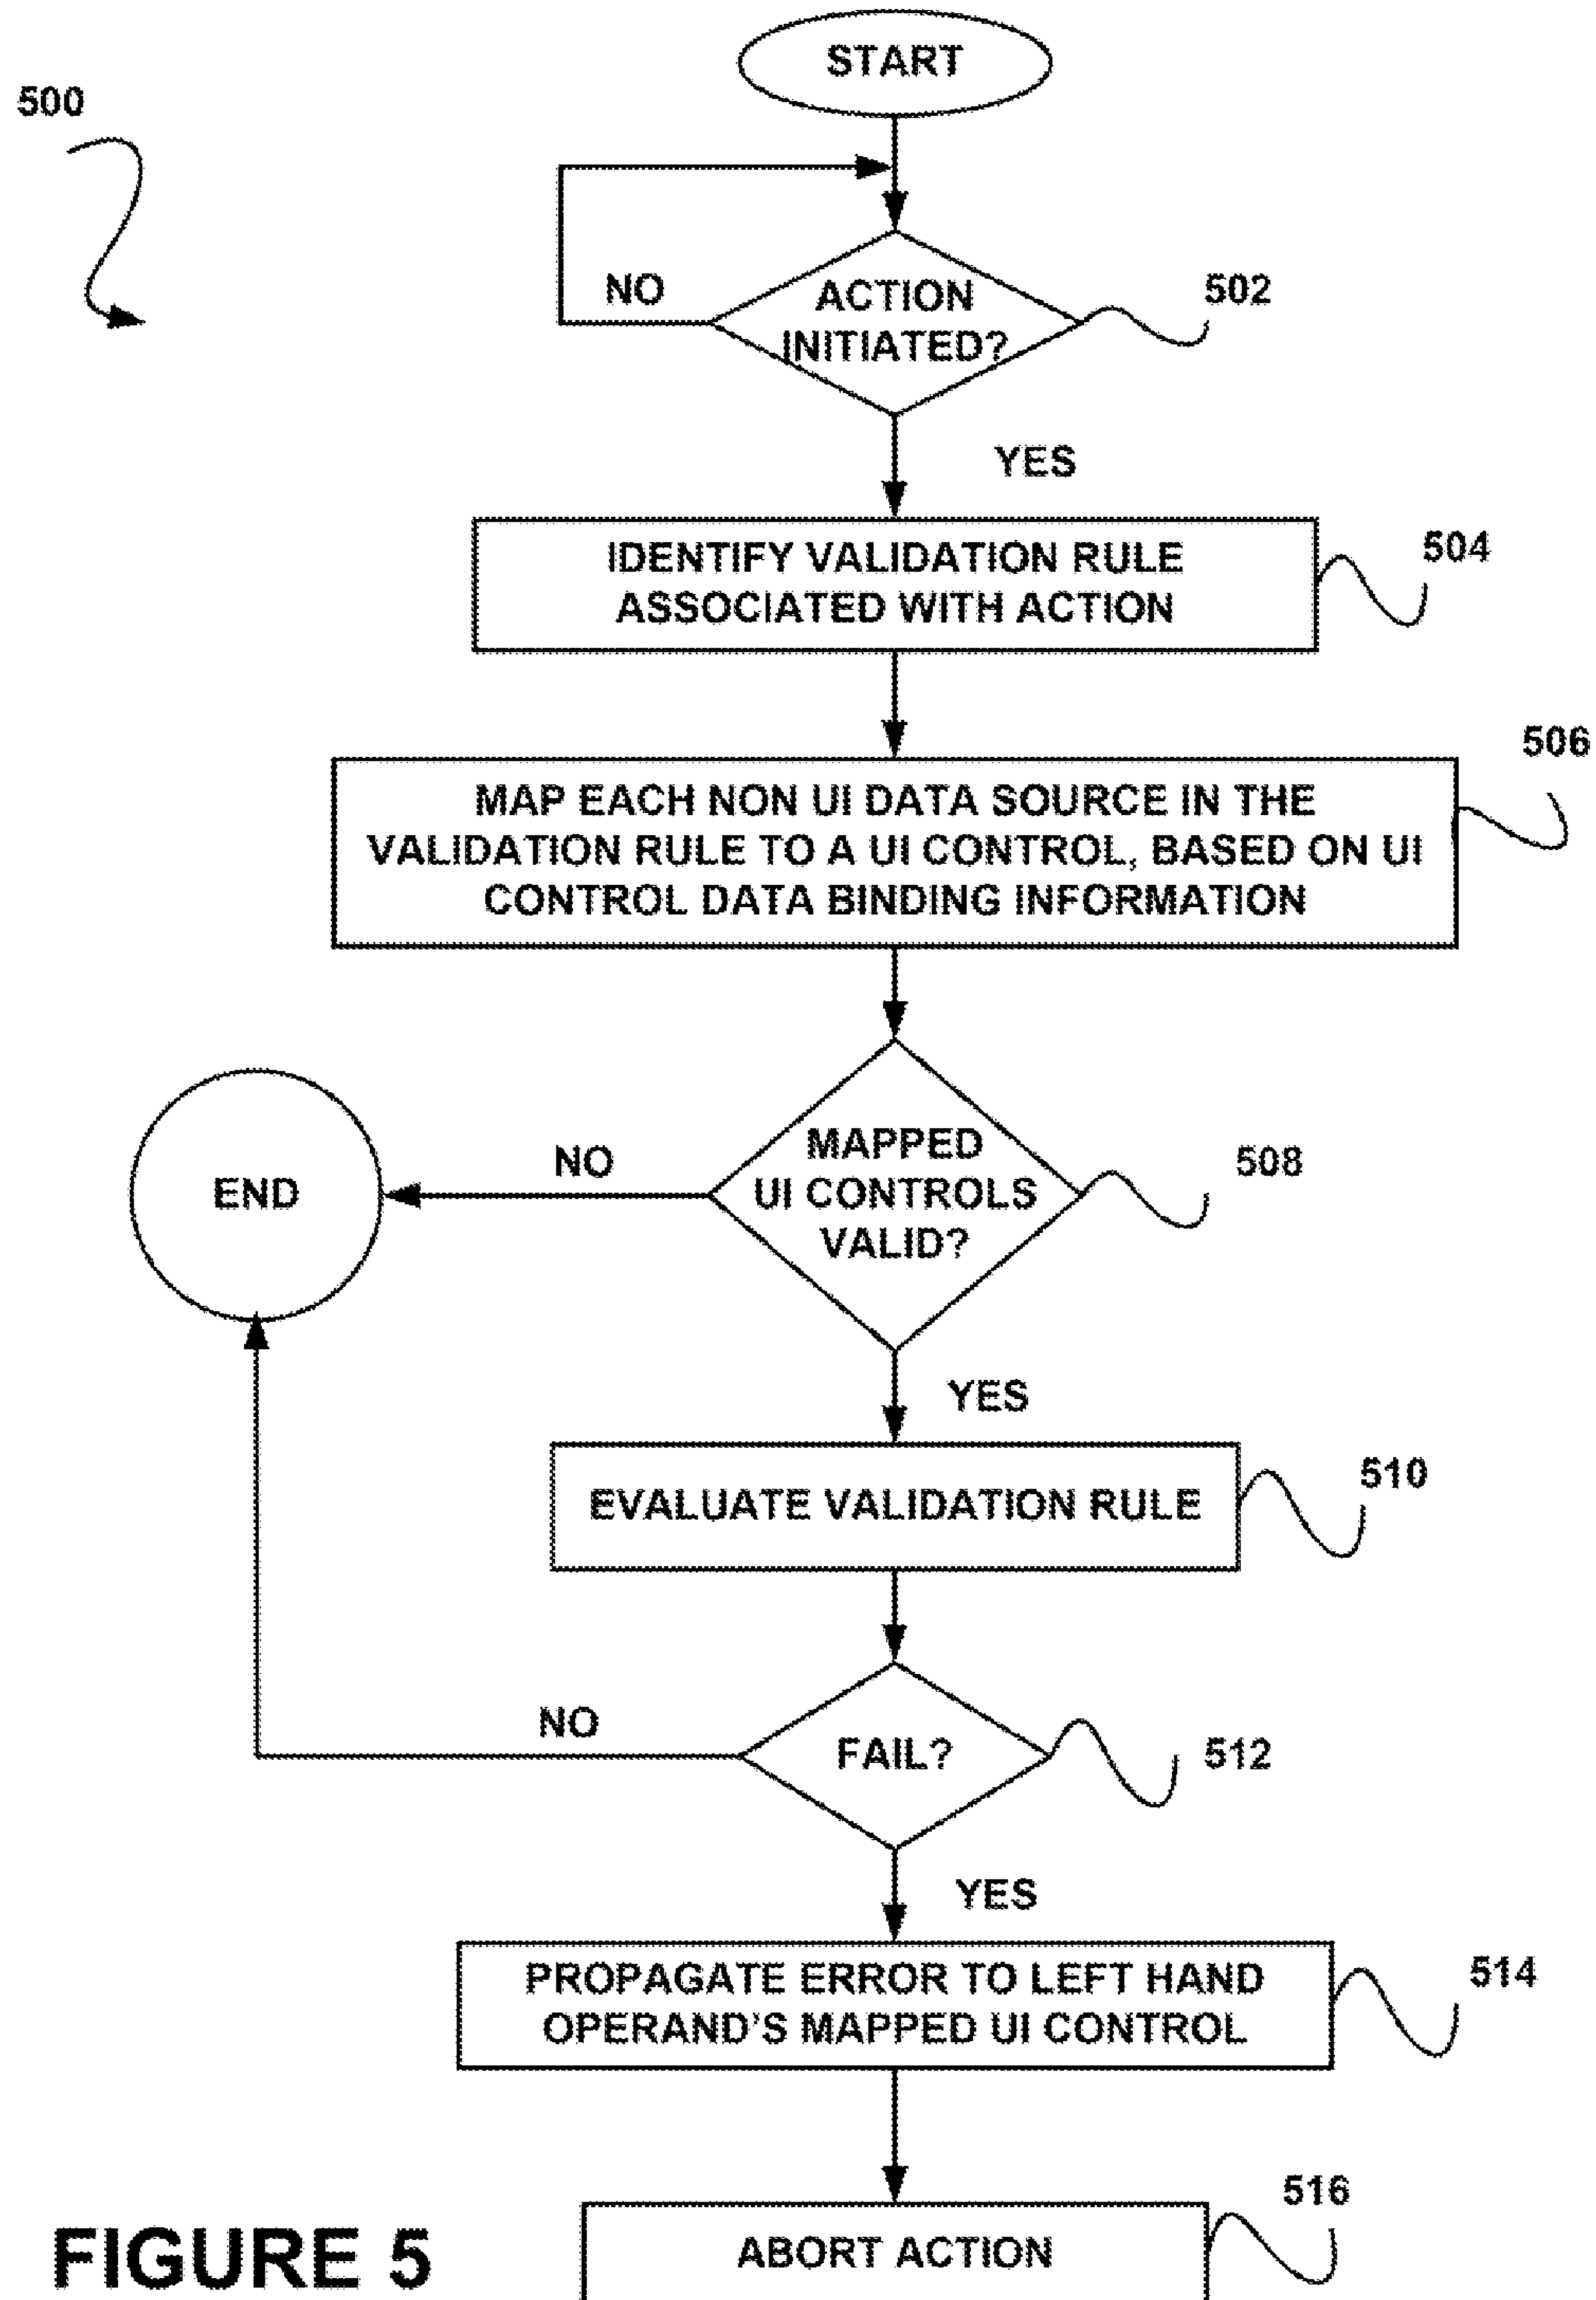 START
500
NO
ACTION
INITIATED?
502
YES
IDENTIFY VALIDATION RULE
ASSOCIATED WITH ACTION
504
506
MAP EACH NON UI DATA SOURCE IN THE
VALIDATION RULE TO A UI CONTROL, BASED ON UI
CONTROL DATA BINDING INFORMATION
END
NO
MAPPED
UI CONTROLS
VALID?
508
YES
EVALUATE VALIDATION RULE
510
NO
FAIL?
512
YES
PROPAGATE ERROR TO LEFT HAND
OPERAND'S MAPPED UI CONTROL
514
516
ABORT ACTION
FIGURE 5